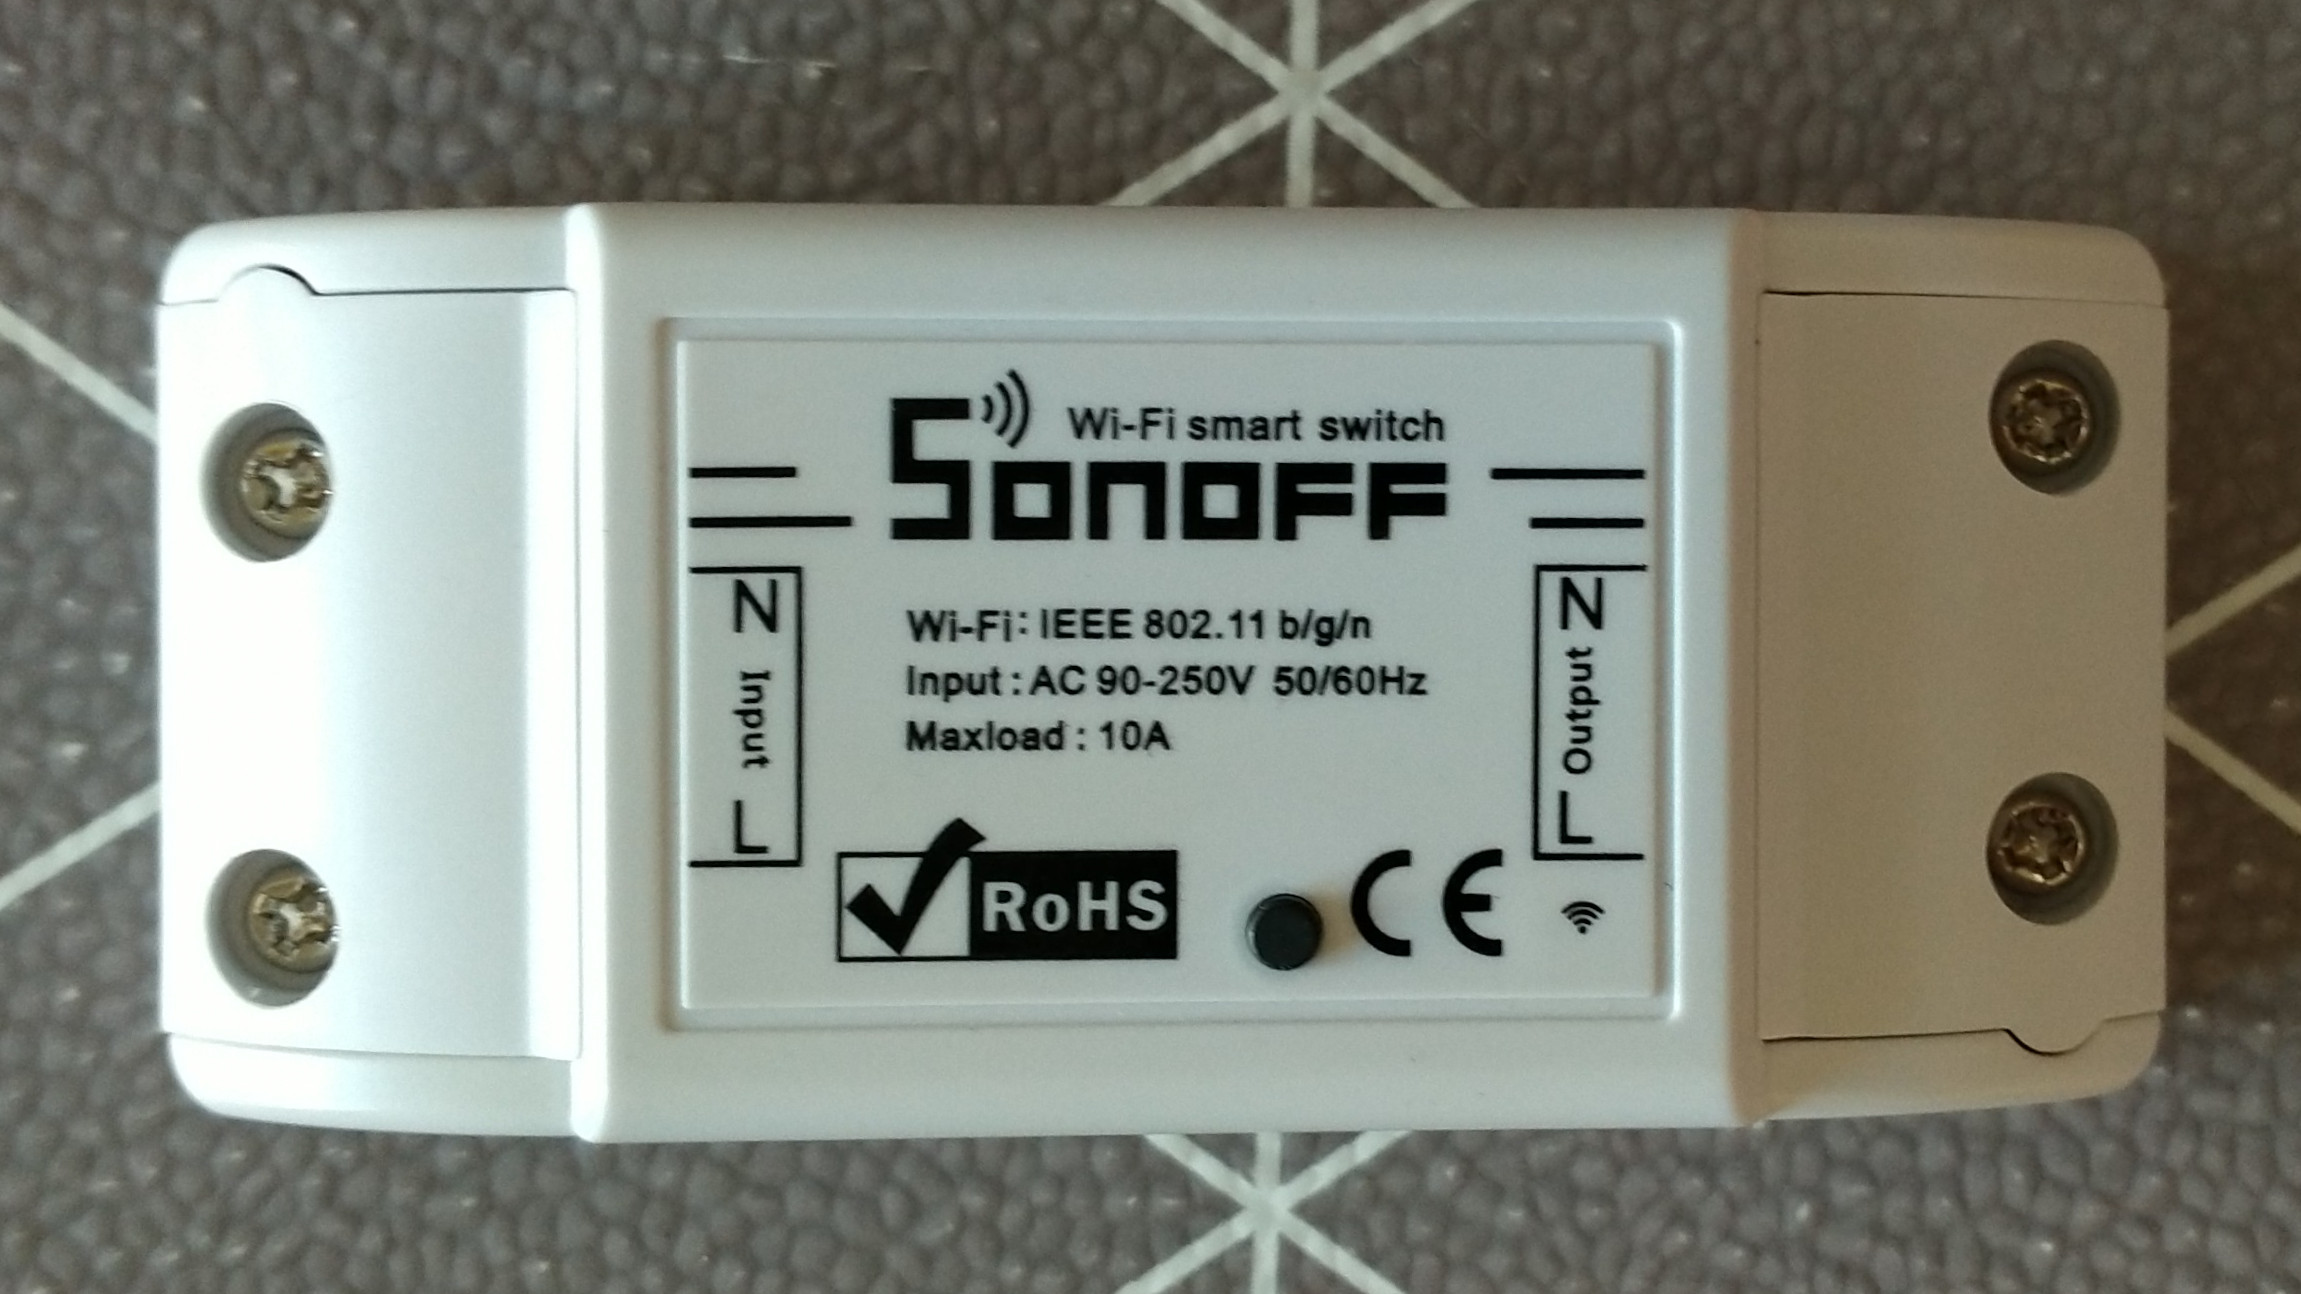 Wi-Fi smart switch
SONOFF
N Input L
Wi-Fi: IEEE 802.11 b/g/n
Input : AC 90-250V 50/60Hz
Maxload : 10A
L Output N
RoHS
CE